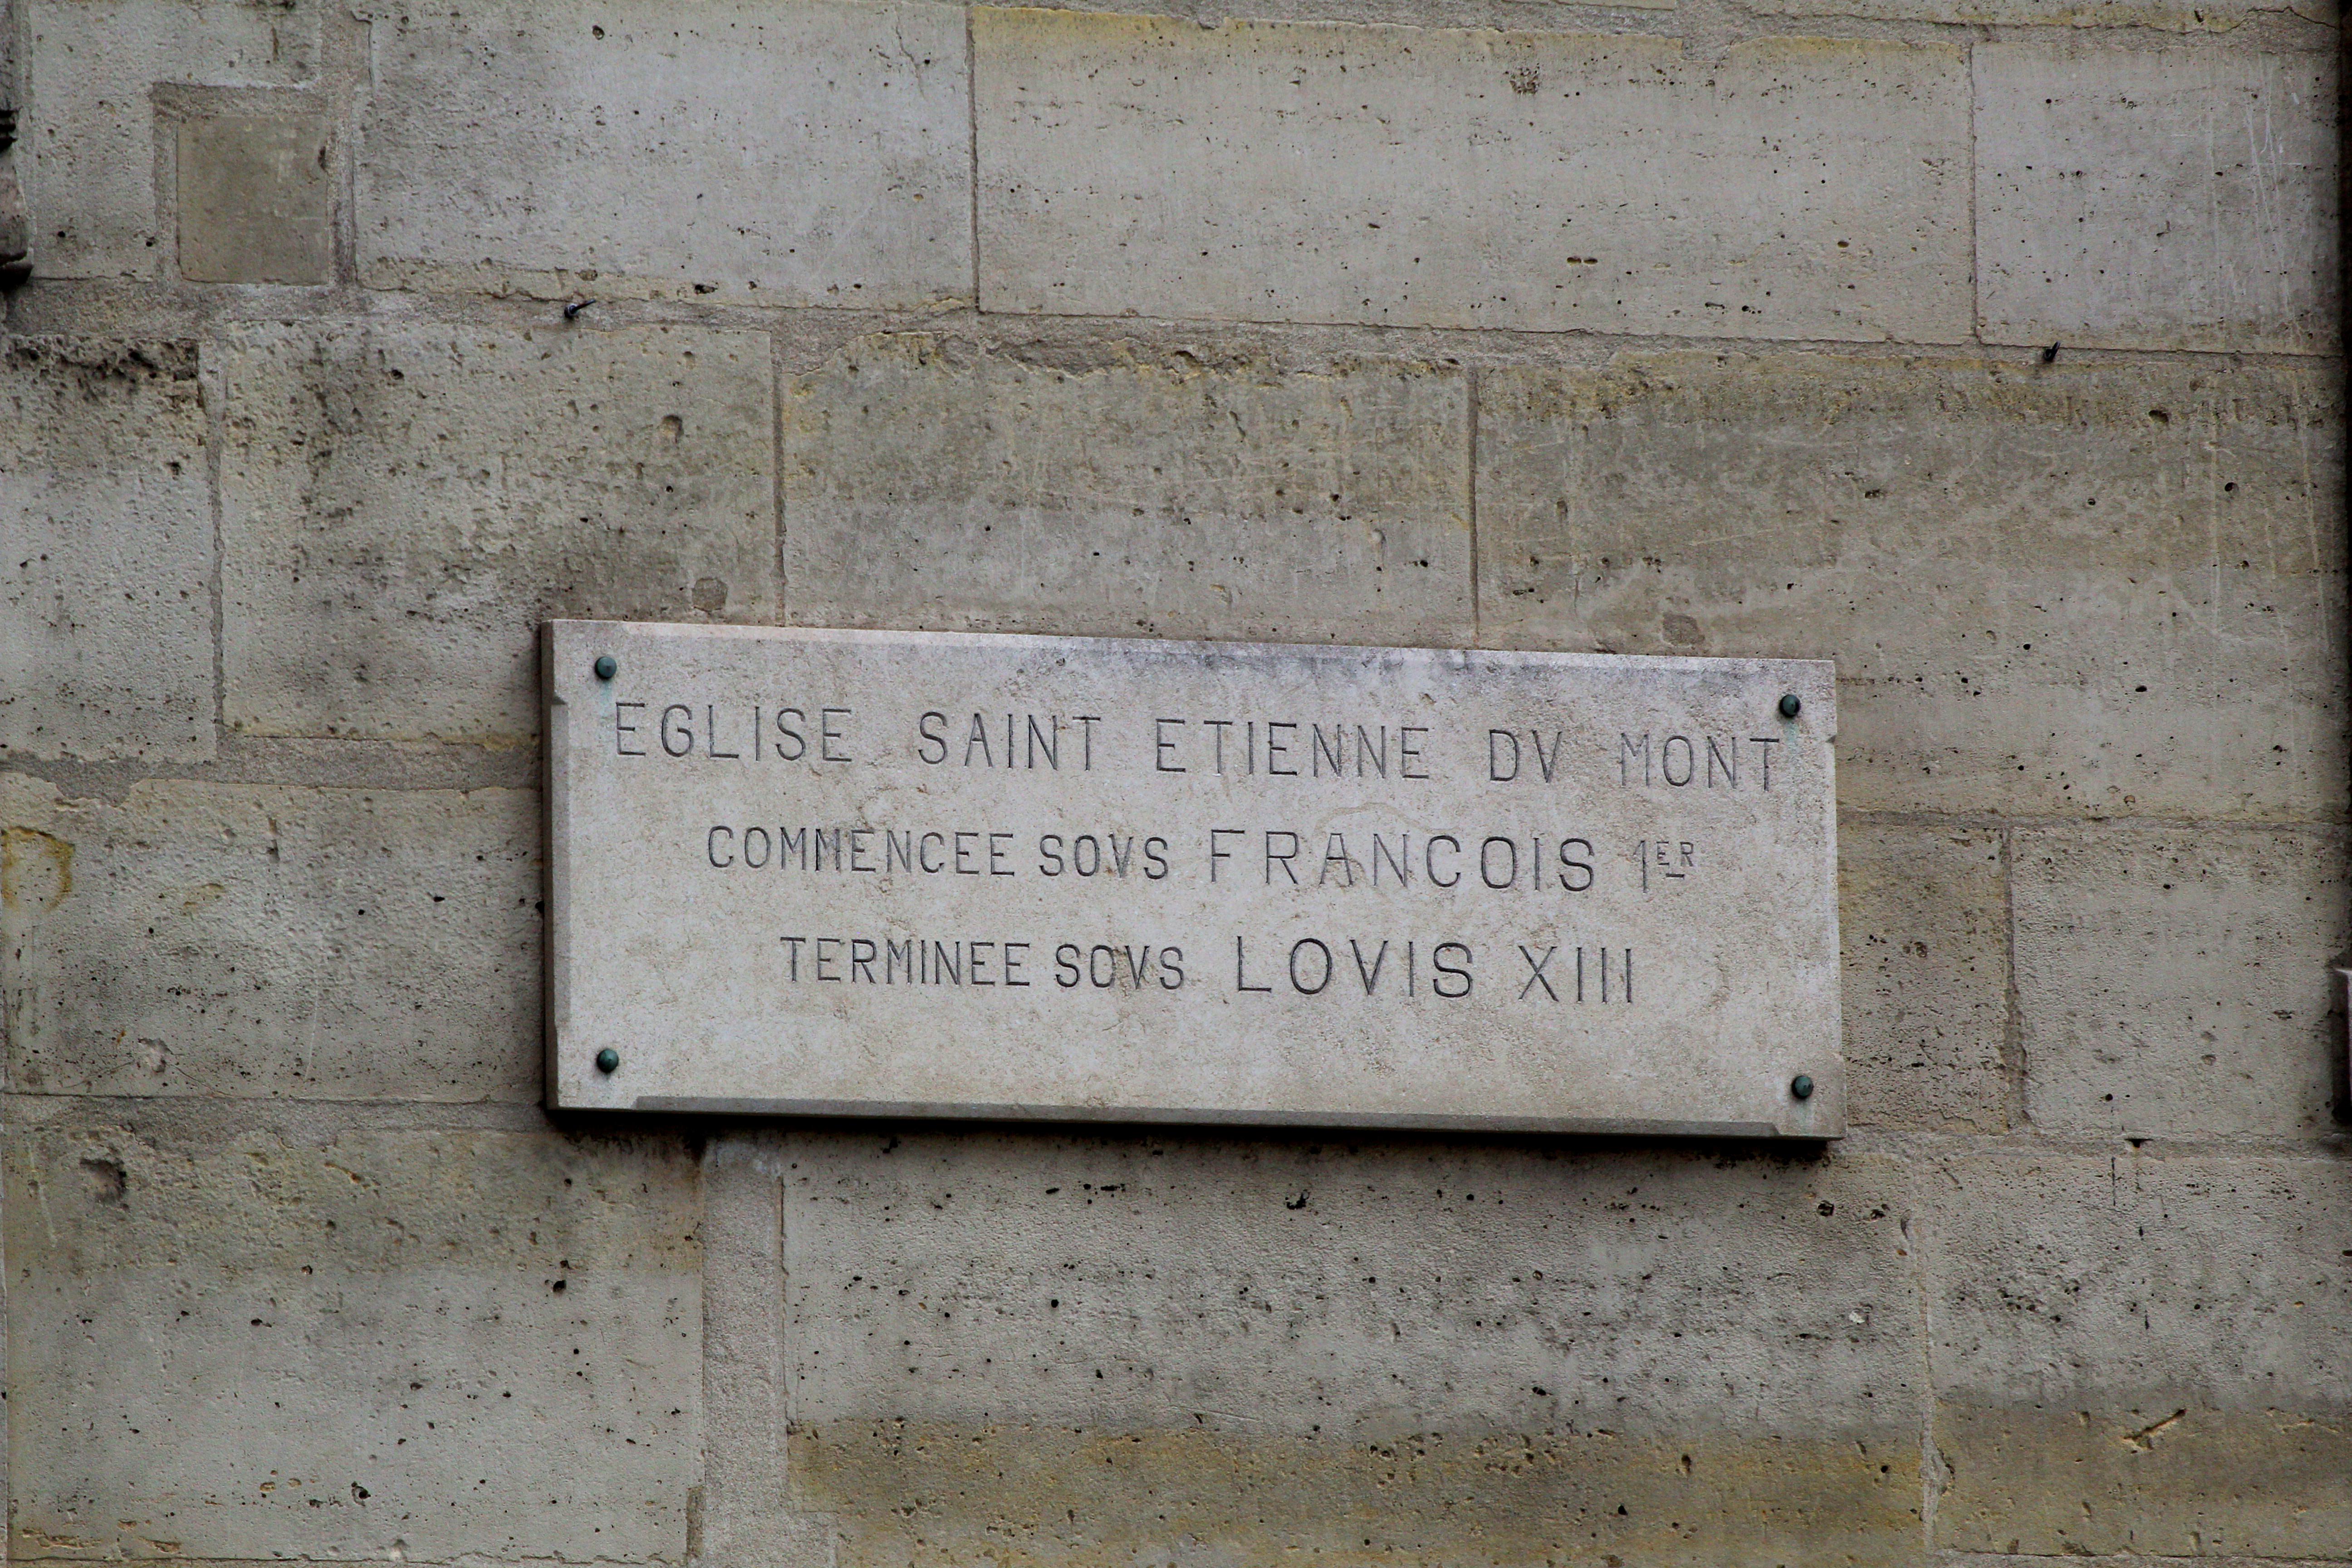 EGLISE SAINT ETIENNE DV MONT
COMMENCEE SOVS FRANCOIS 1ER
TERMINEE SOVS LOVIS XIII